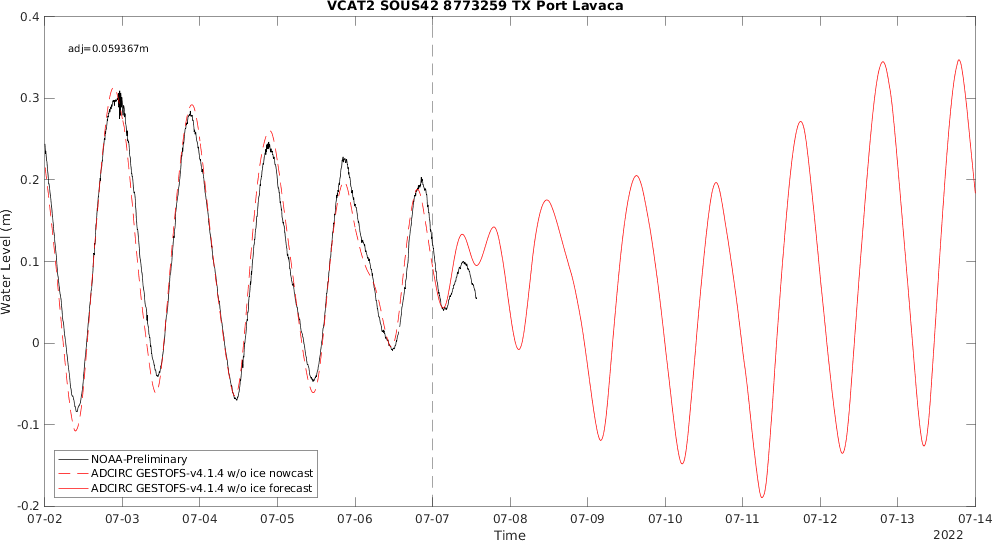 VCAT2 SOUS42 8773259 TX Port Lavaca
adj=0.059367m
0.4
0.3
0.2
0.1
0
-0.1
-0.2
Water Level (m)
NOAA-Preliminary
ADCIRC GESTOFS-v4.1.4 w/o ice nowcast
ADCIRC GESTOFS-v4.1.4 w/o ice forecast
07-02 07-03 07-04 07-05 07-06 07-07 07-08 07-09 07-10 07-11 07-12 07-13 07-14
Time
2022